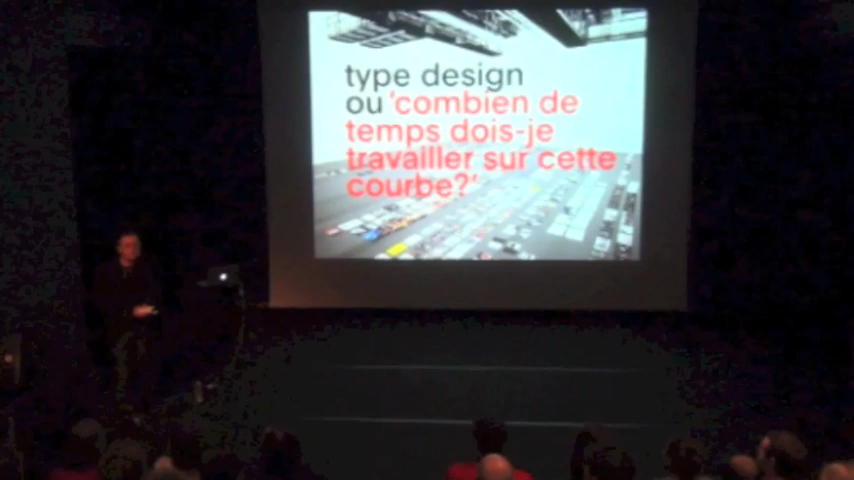 type design
ou ‘combien de
temps dois-je
travailler sur cette
courbe?’